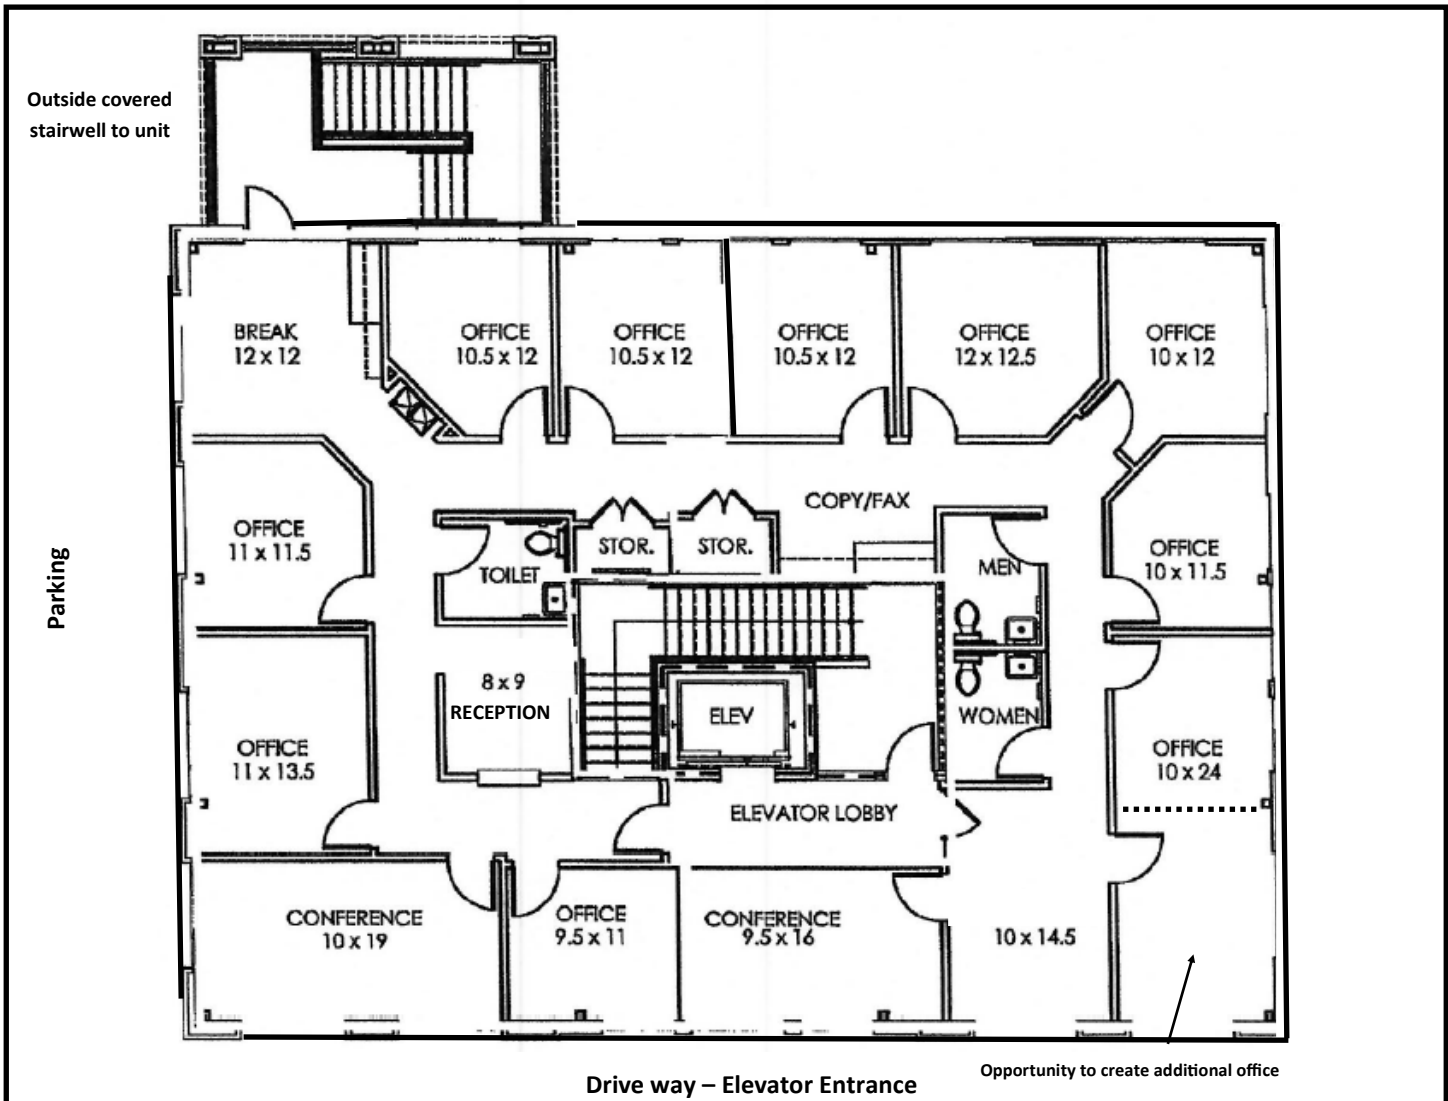 Outside covered
stairwell to unit
BREAK
12 x 12
OFFICE
10.5 x 12
OFFICE
10.5 x 12
OFFICE
10.5 x 12
OFFICE
12 x 12.5
OFFICE
10 x 12
COPY/FAX
OFFICE
11 x 11.5
STOR.
STOR.
TOILET
MEN
OFFICE
10 x 11.5
Parking
8 x 9
RECEPTION
ELEV
WOMEN
OFFICE
11 x 13.5
OFFICE
10 x 24
ELEVATOR LOBBY
CONFERENCE
10 x 19
OFFICE
9.5 x 11
CONFERENCE
9.5 x 16
10 x 14.5
Opportunity to create additional office
Drive way – Elevator Entrance